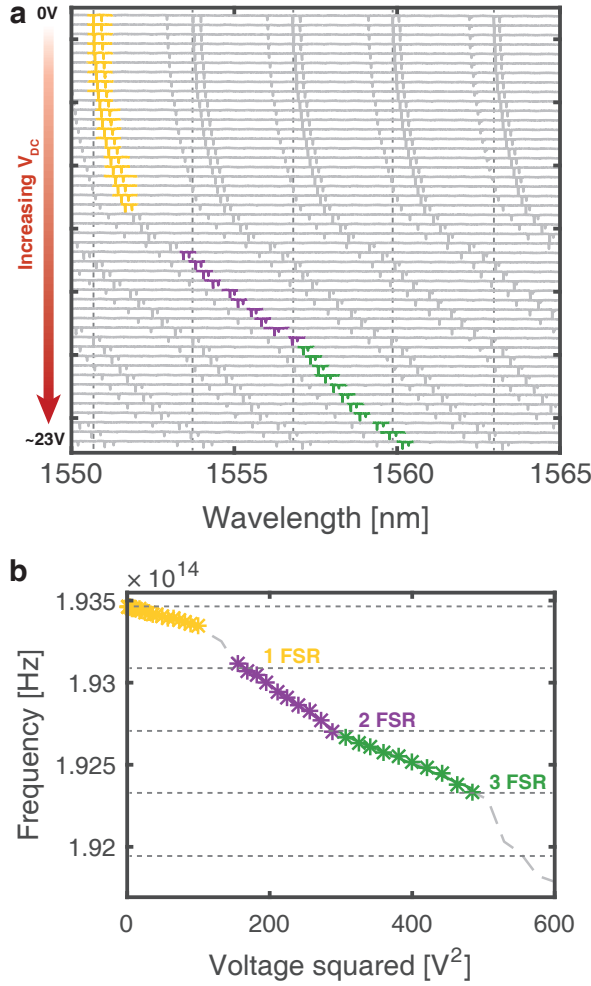 a
0V
Increasing V_DC
~23V
1550 1555 1560 1565
Wavelength [nm]
b
× 10^14
1.935
1.93
1.925
1.92
Frequency [Hz]
1 FSR
2 FSR
3 FSR
0 200 400 600
Voltage squared [V^2]